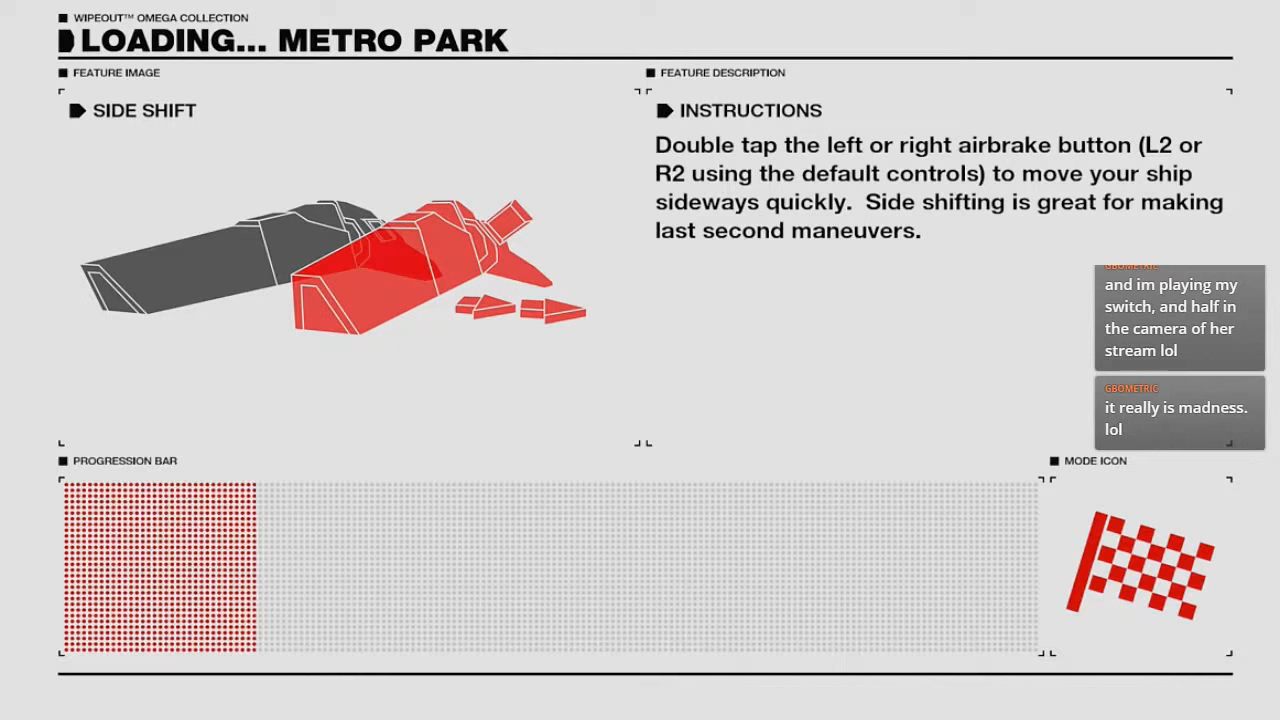 WIPEOUT™ OMEGA COLLECTION
LOADING... METRO PARK
FEATURE IMAGE
SIDE SHIFT
FEATURE DESCRIPTION
INSTRUCTIONS
Double tap the left or right airbrake button (L2 or
R2 using the default controls) to move your ship
sideways quickly.  Side shifting is great for making
last second maneuvers.
GBOMETRIC
and im playing my
switch, and half in
the camera of her
stream lol
GBOMETRIC
it really is madness.
lol
PROGRESSION BAR
MODE ICON